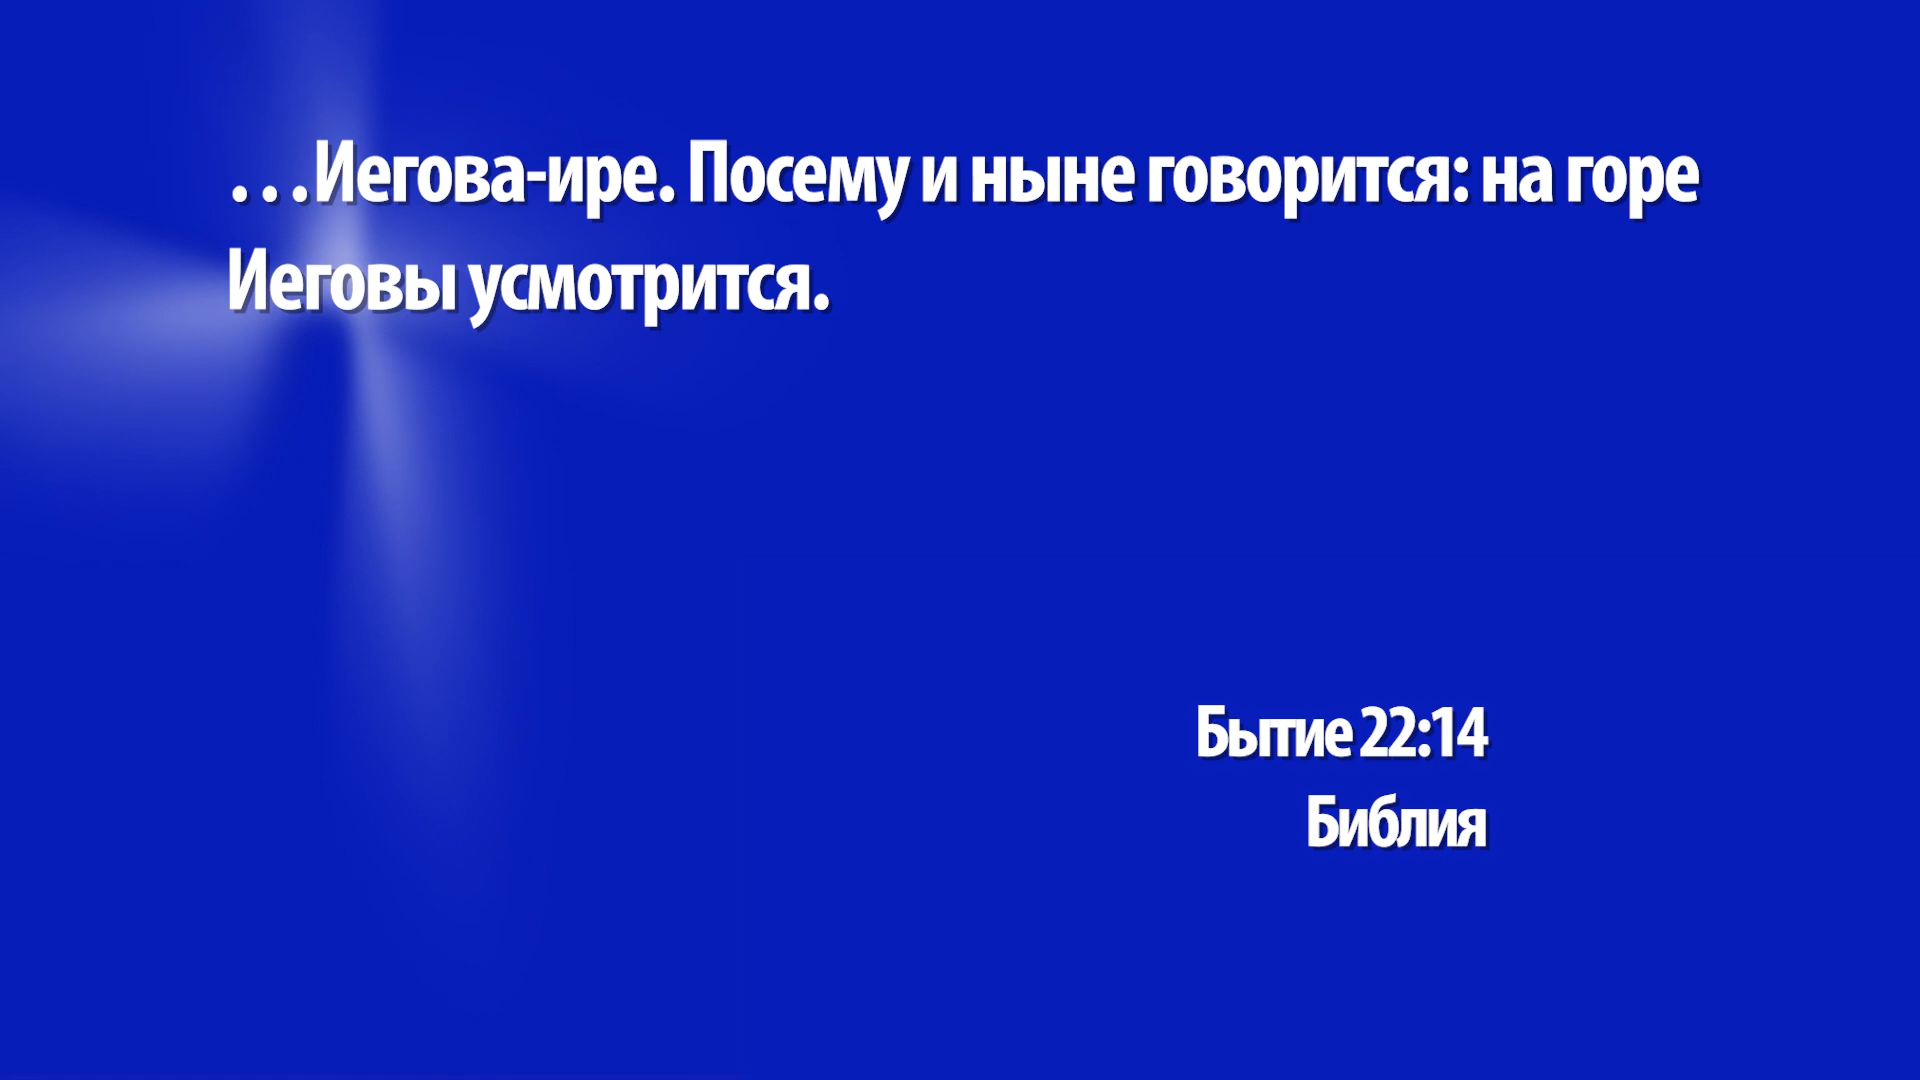 ...Иегова-ире. Посему и ныне говорится: на горе
Иеговы усмотрится.
Бытие 22:14
Библия